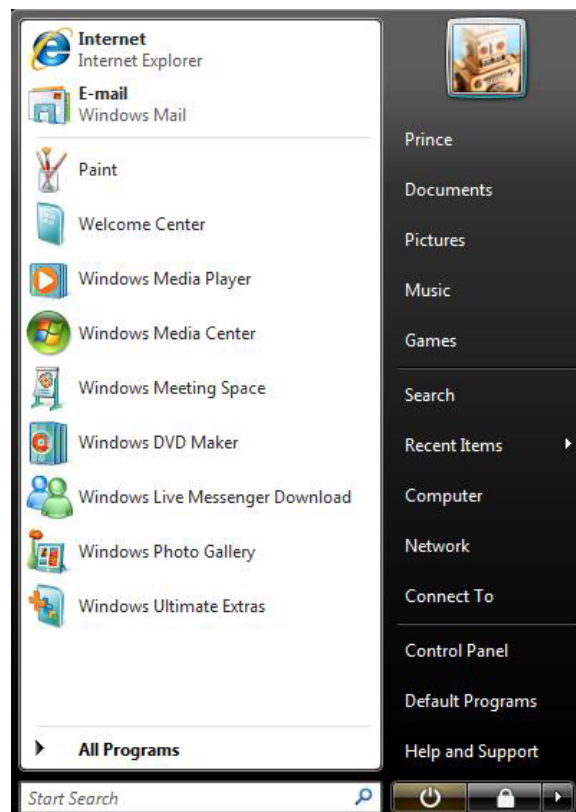 Internet
Internet Explorer
E-mail
Windows Mail
Paint
Welcome Center
Windows Media Player
Windows Media Center
Windows Meeting Space
Windows DVD Maker
Windows Live Messenger Download
Windows Photo Gallery
Windows Ultimate Extras
All Programs
Start Search
Prince
Documents
Pictures
Music
Games
Search
Recent Items
Computer
Network
Connect To
Control Panel
Default Programs
Help and Support